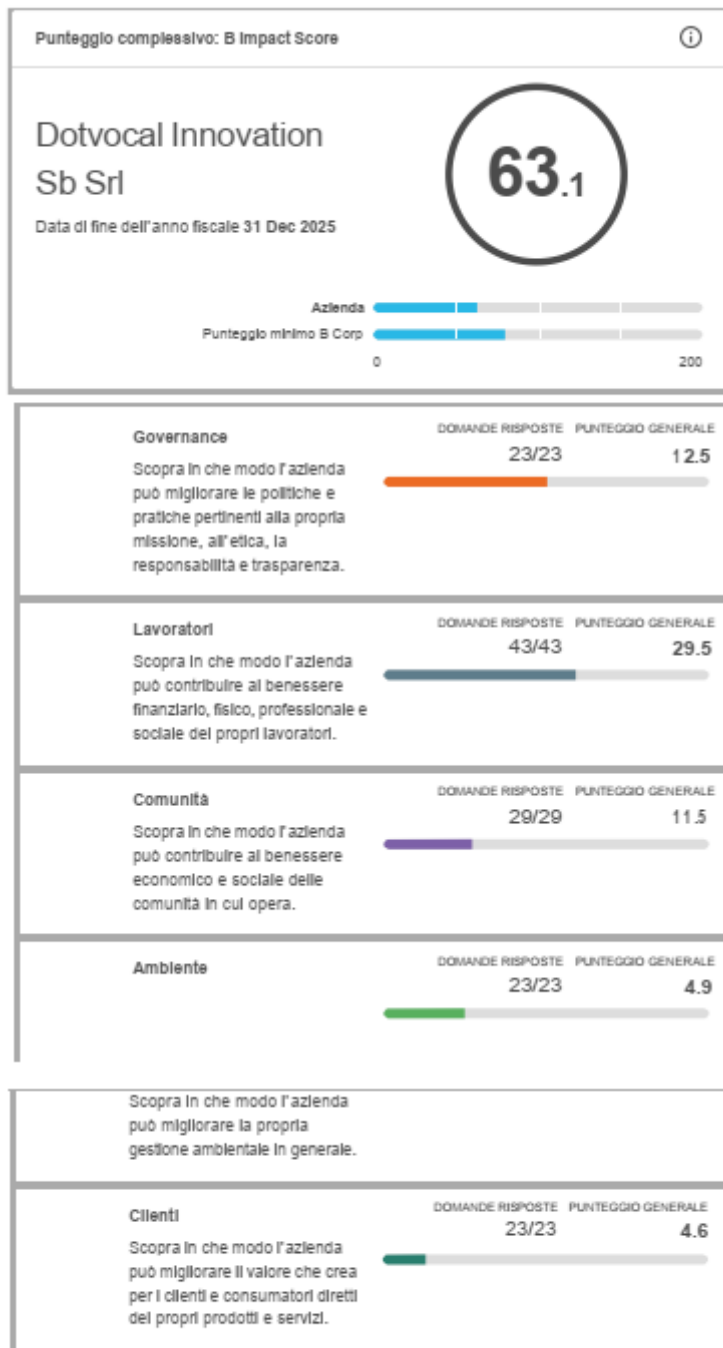 Punteggio complessivo: B Impact Score
Dotvocal Innovation
Sb Srl
63.1
Data di fine dell'anno fiscale 31 Dec 2025
Azienda
Punteggio minimo B Corp
0 200
Governance
DOMANDE RISPOSTE PUNTEGGIO GENERALE
23/23 12.5
Scopra in che modo l'azienda
può migliorare le politiche e
pratiche pertinenti alla propria
missione, all'etica, la
responsabilità e trasparenza.
Lavoratori
DOMANDE RISPOSTE PUNTEGGIO GENERALE
43/43 29.5
Scopra in che modo l'azienda
può contribuire al benessere
finanziario, fisico, professionale e
sociale dei propri lavoratori.
Comunità
DOMANDE RISPOSTE PUNTEGGIO GENERALE
29/29 11.5
Scopra in che modo l'azienda
può contribuire al benessere
economico e sociale delle
comunità in cui opera.
Ambiente
DOMANDE RISPOSTE PUNTEGGIO GENERALE
23/23 4.9
Scopra in che modo l'azienda
può migliorare la propria
gestione ambientale in generale.
Clienti
DOMANDE RISPOSTE PUNTEGGIO GENERALE
23/23 4.6
Scopra in che modo l'azienda
può migliorare il valore che crea
per i clienti e consumatori diretti
dei propri prodotti e servizi.